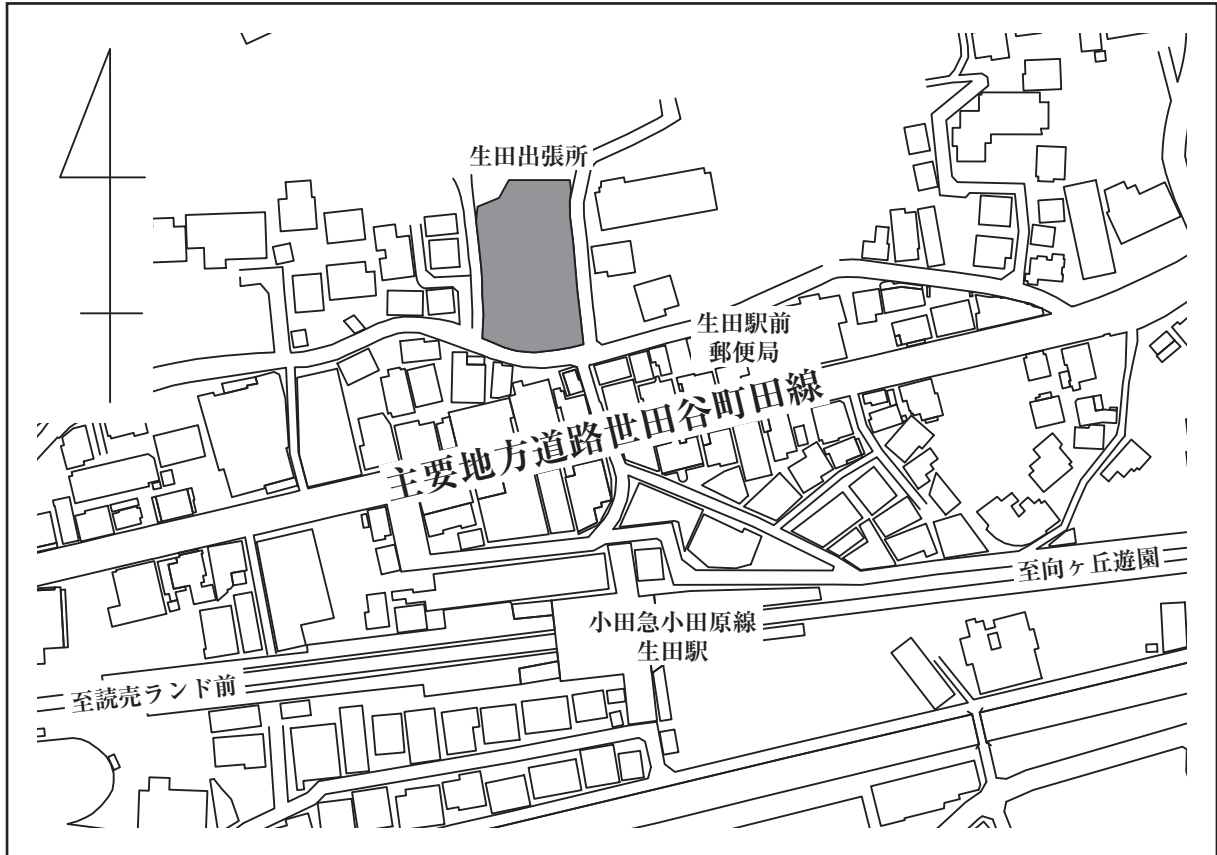 生田出張所
生田駅前
郵便局
主要地方道路世田谷町田線
至向ヶ丘遊園
小田急小田原線
生田駅
至読売ランド前